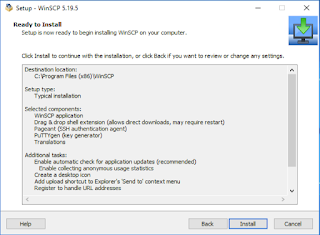 Setup - WinSCP 5.19.5
Ready to Install
Setup is now ready to begin installing WinSCP on your computer.
Click Install to continue with the installation, or click Back if you want to review or change any settings.
Destination location:
C:\Program Files (x86)\WinSCP
Setup type:
Typical installation
Selected components:
WinSCP application
Drag & drop shell extension (allows direct downloads, may require restart)
Pageant (SSH authentication agent)
PuTTYgen (key generator)
Translations
Additional tasks:
Enable automatic check for application updates (recommended)
Enable collecting anonymous usage statistics
Create a desktop icon
Add upload shortcut to Explorer's 'Send to' context menu
Register to handle URL addresses
Help Back Install Cancel